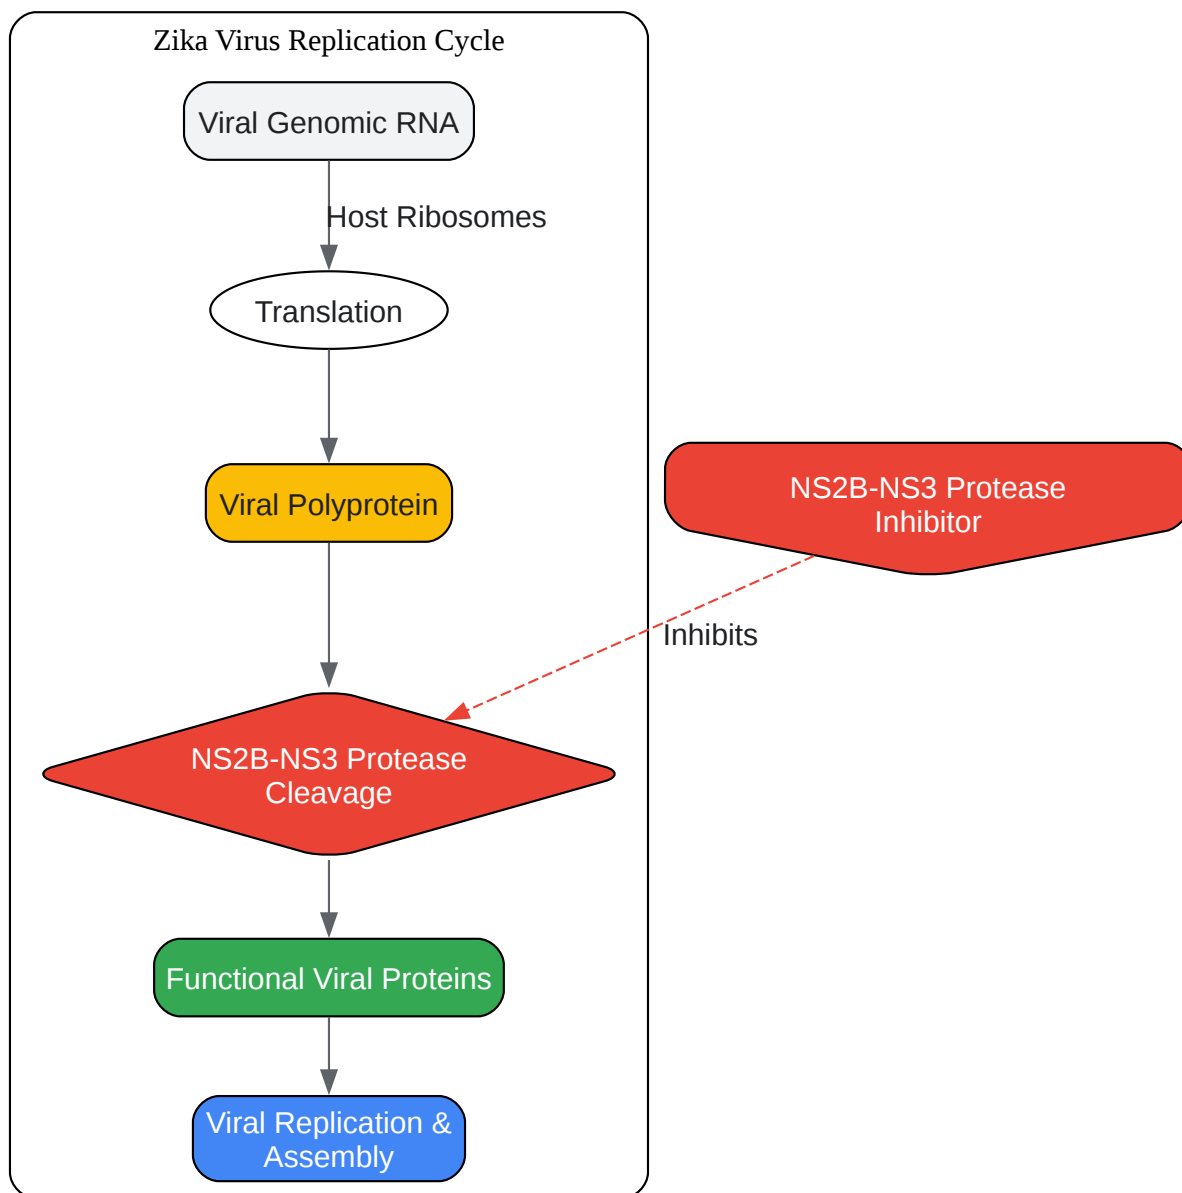 Zika Virus Replication Cycle
Viral Genomic RNA
Host Ribosomes
Translation
Viral Polyprotein
NS2B-NS3 Protease
Inhibitor
Inhibits
NS2B-NS3 Protease
Cleavage
Functional Viral Proteins
Viral Replication &
Assembly